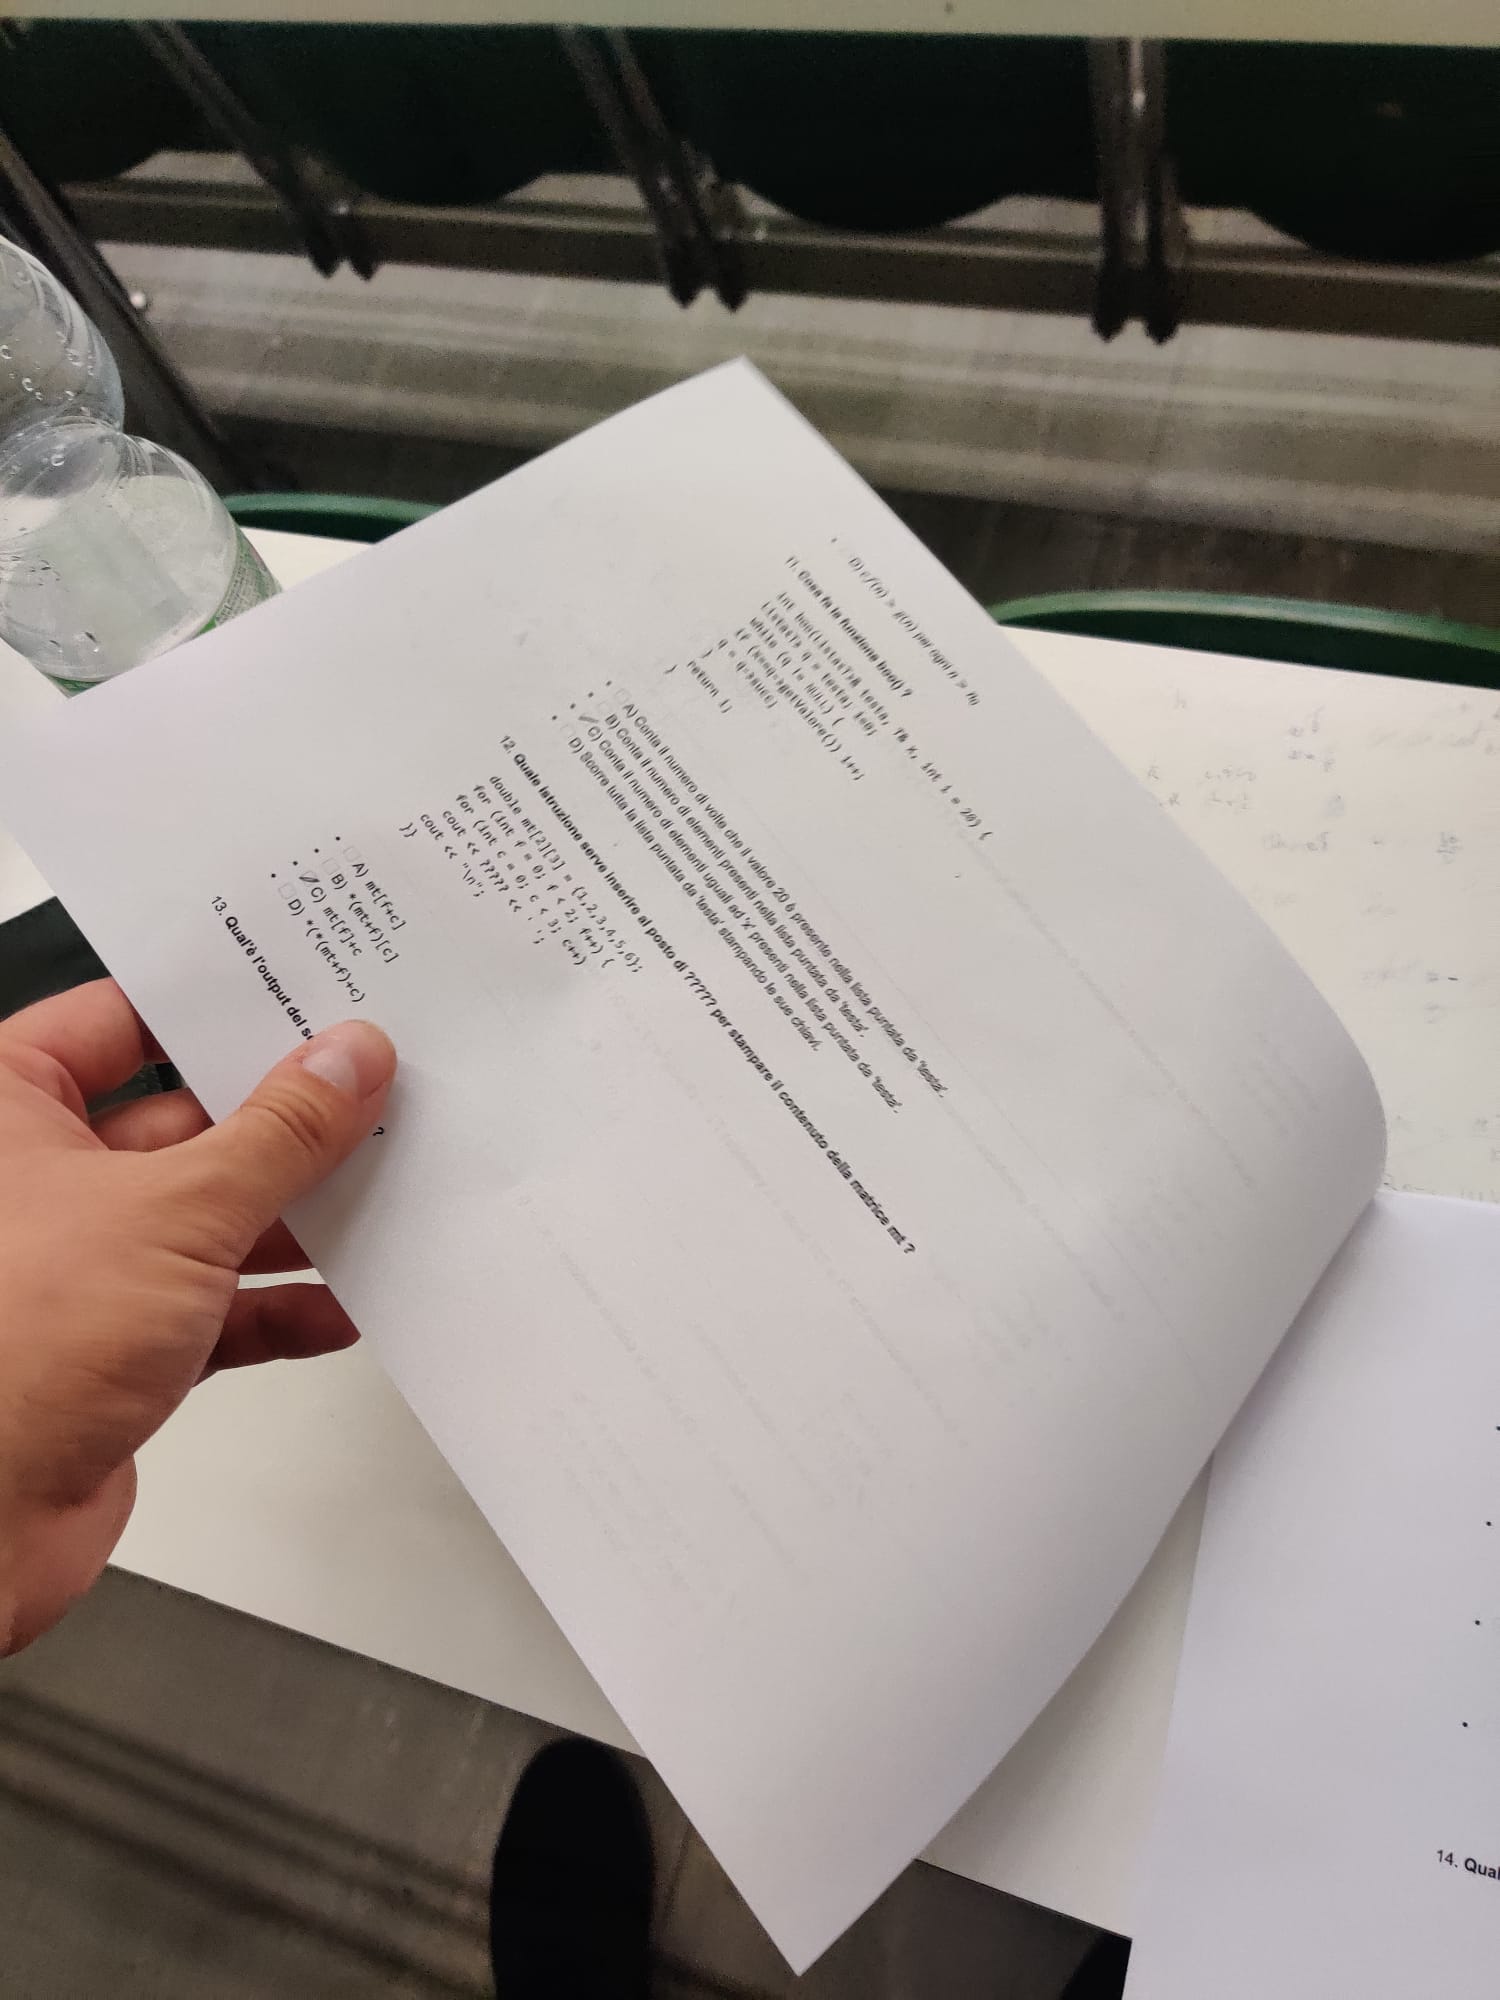 D) c f(n) > g(n) per ogni n > n₀
11. Cosa fa la funzione boo() ?
int boo(Lista<T>& testa, T& x, int i = 20) {
Lista<T> q = testa; i=0;
while (q != NULL) {
if (x==q->getValore()) i++;
q = q->succ;
}
return i;
}
A) Conta il numero di volte che il valore 20 è presente nella lista puntata da 'testa'.
B) Conta il numero di elementi presenti nella lista puntata da 'testa'.
C) Conta il numero di elementi uguali ad 'x' presenti nella lista puntata da 'testa'.
D) Scorre tutta la lista puntata da 'testa' stampando le sue chiavi.
12. Quale istruzione serve inserire al posto di ????? per stampare il contenuto della matrice mt ?
double mt[2][3] = {1,2,3,4,5,6};
for (int f = 0; f < 2; f++) {
for (int c = 0; c < 3; c++)
cout << ????? << ' ';
cout << "\n";
}}
A) mt[f+c]
B) *(mt+f)[c]
C) mt[f]+c
D) *(*(mt+f)+c)
13. Qual'è l'output del ?
14. Qual